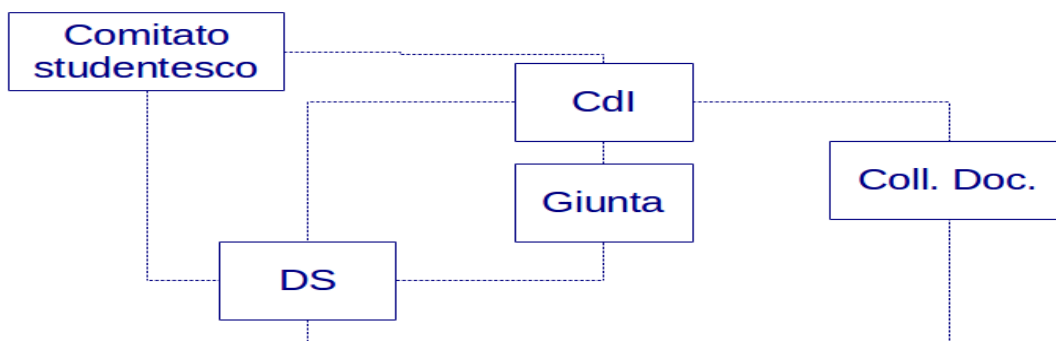 Comitato
studentesco
CdI
Giunta
Coll. Doc.
DS